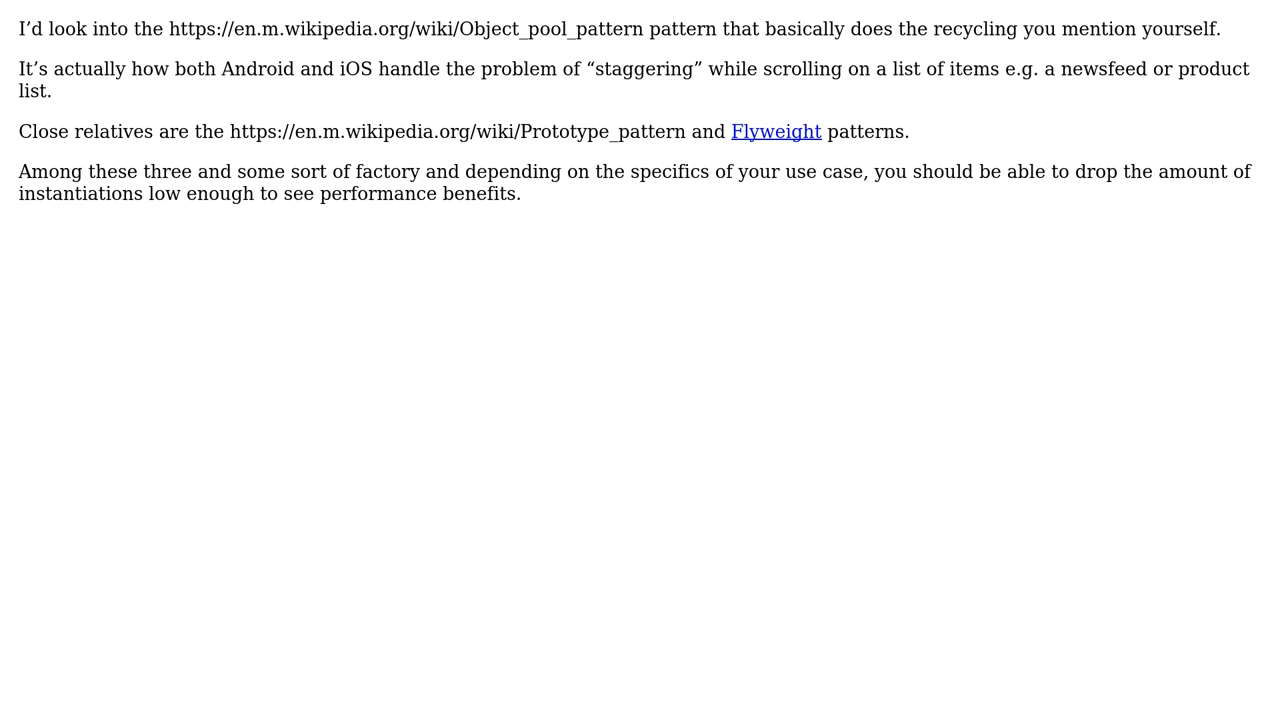 I’d look into the https://en.m.wikipedia.org/wiki/Object_pool_pattern pattern that basically does the recycling you mention yourself.
It’s actually how both Android and iOS handle the problem of “staggering” while scrolling on a list of items e.g. a newsfeed or product
list.
Close relatives are the https://en.m.wikipedia.org/wiki/Prototype_pattern and Flyweight patterns.
Among these three and some sort of factory and depending on the specifics of your use case, you should be able to drop the amount of
instantiations low enough to see performance benefits.